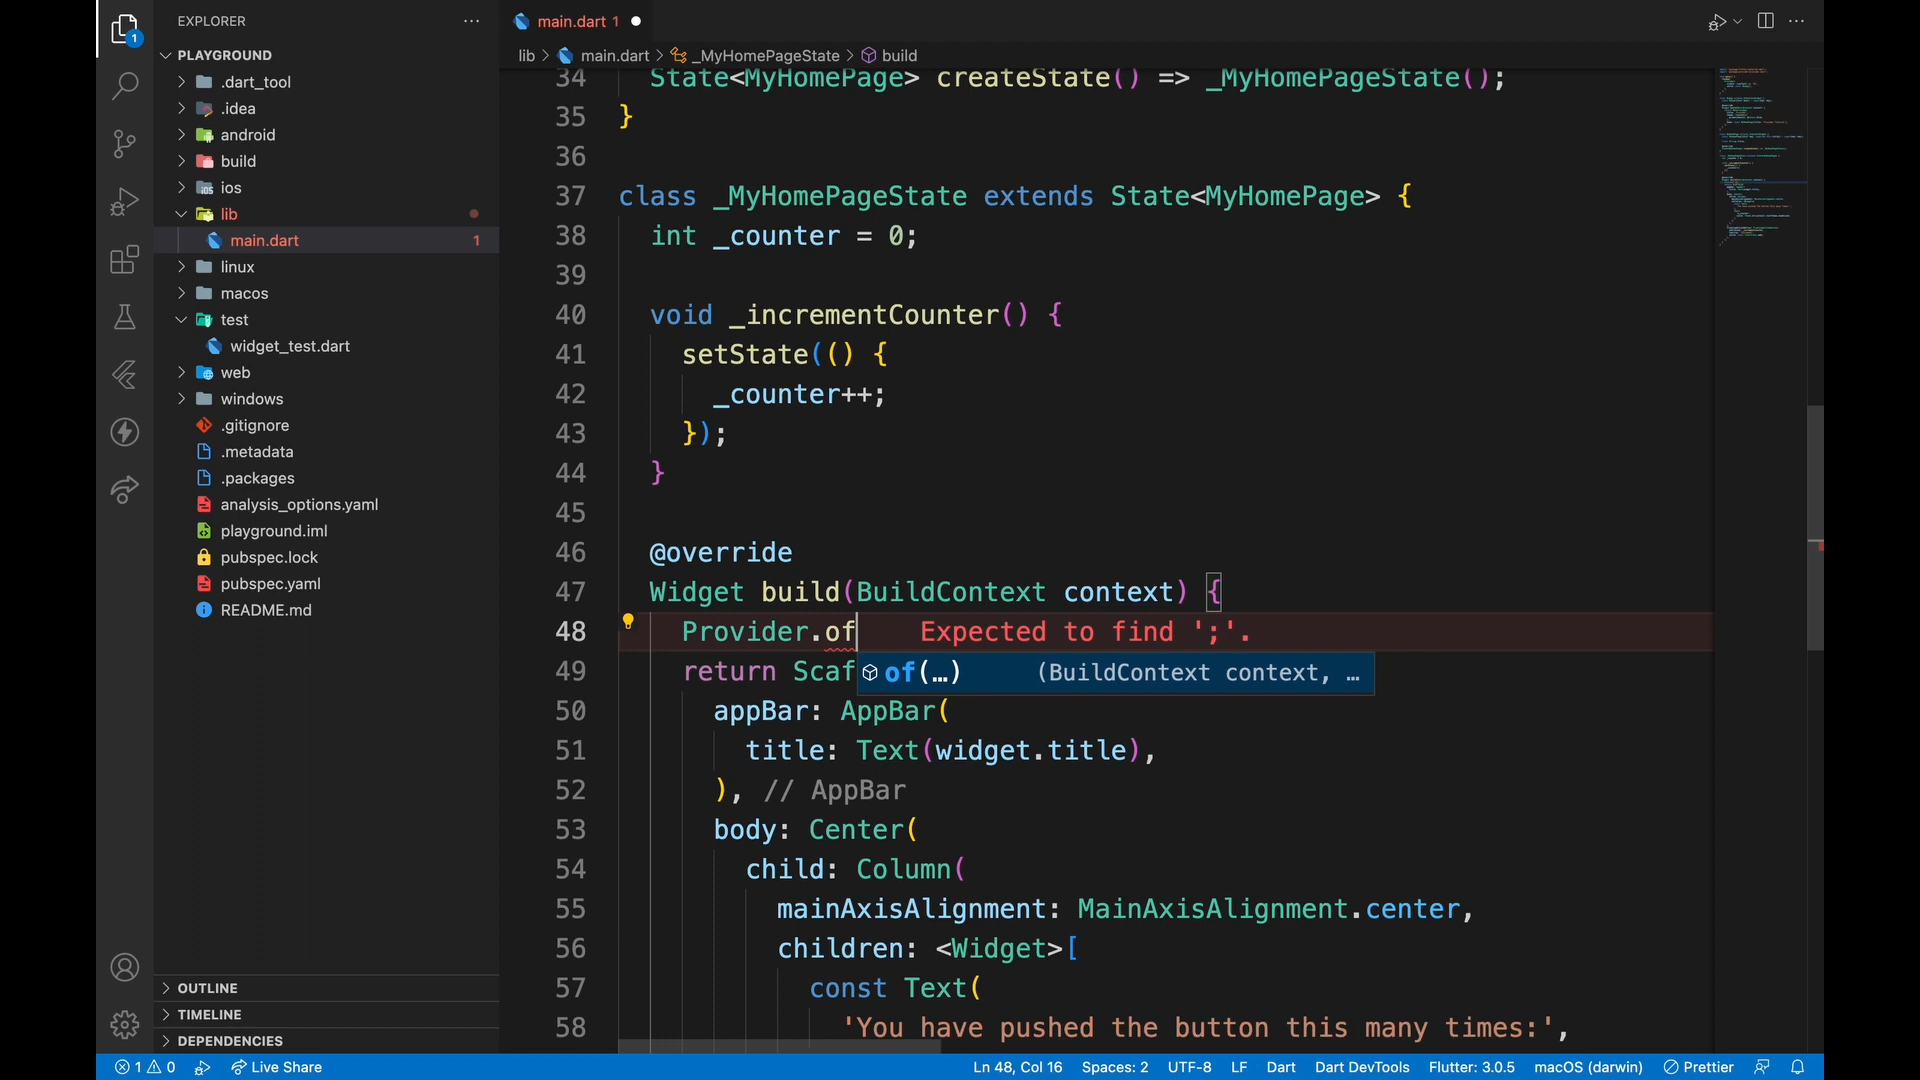 EXPLORER
PLAYGROUND
.dart_tool
.idea
android
build
ios
lib
main.dart 1
linux
macos
test
widget_test.dart
web
windows
.gitignore
.metadata
.packages
analysis_options.yaml
playground.iml
pubspec.lock
pubspec.yaml
README.md
OUTLINE
TIMELINE
DEPENDENCIES
1
main.dart 1
lib > main.dart > _MyHomePageState > build
34 State<MyHomePage> createState() => _MyHomePageState();
35 }
36
37 class _MyHomePageState extends State<MyHomePage> {
38 int _counter = 0;
39
40 void _incrementCounter() {
41 setState(() {
42 _counter++;
43 });
44 }
45
46 @override
47 Widget build(BuildContext context) {
48 Provider.of Expected to find ';'.
49 return Scaf
of(…) (BuildContext context, …
50 appBar: AppBar(
51 title: Text(widget.title),
52 ), // AppBar
53 body: Center(
54 child: Column(
55 mainAxisAlignment: MainAxisAlignment.center,
56 children: <Widget>[
57 const Text(
58 'You have pushed the button this many times:',
1 0 Live Share Ln 48, Col 16 Spaces: 2 UTF-8 LF Dart Dart DevTools Flutter: 3.0.5 macOS (darwin) Prettier